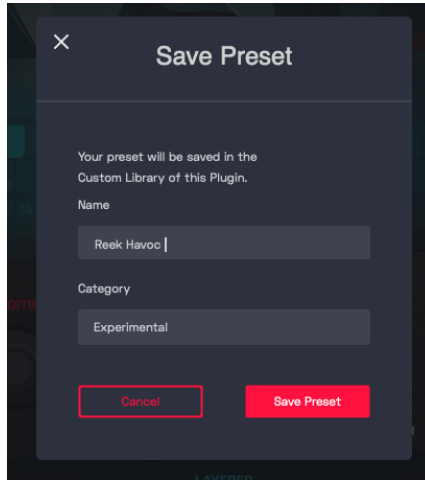 Save Preset
Your preset will be saved in the
Custom Library of this Plugin.
Name
Reek Havoc
Category
Experimental
Cancel
Save Preset
LAYERED